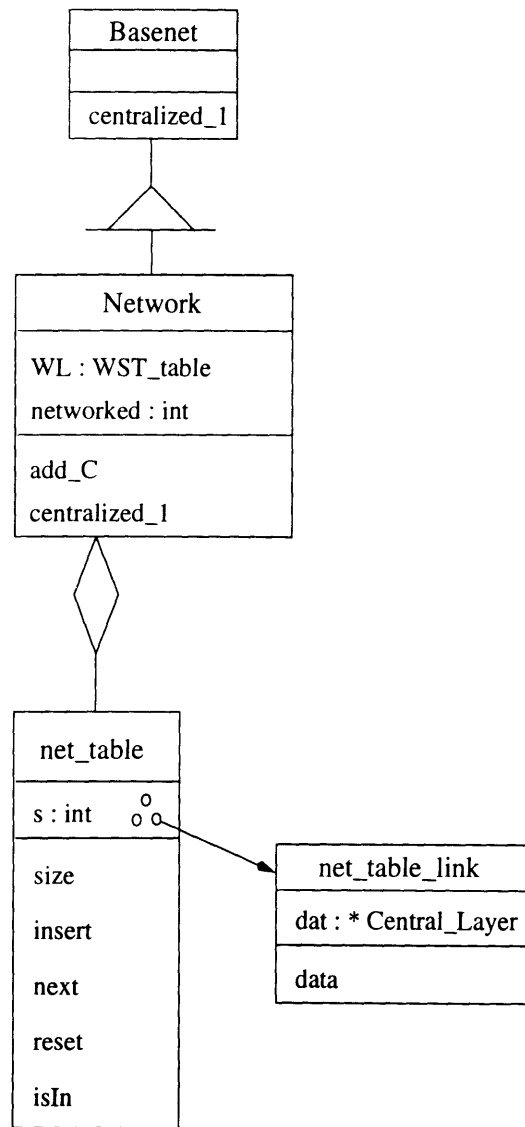 Basenet
centralized_1
Network
WL : WST_table
networked : int
add_C
centralized_1
net_table
s : int
size
insert
next
reset
isIn
net_table_link
dat : * Central_Layer
data